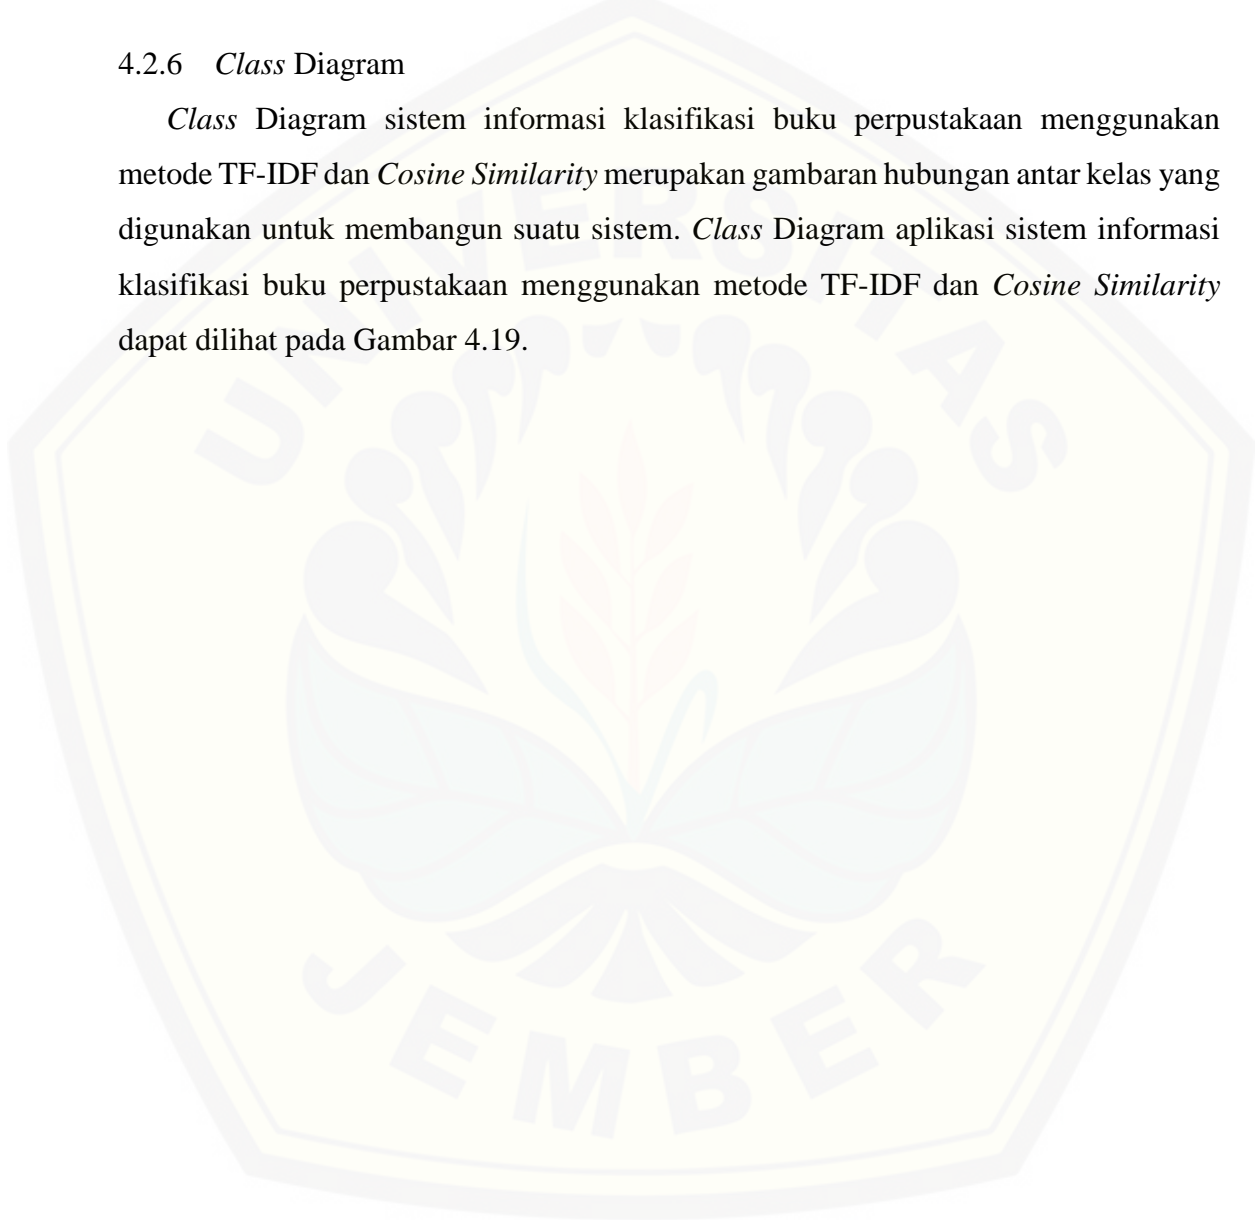 4.2.6 Class Diagram
Class Diagram sistem informasi klasifikasi buku perpustakaan menggunakan
metode TF-IDF dan Cosine Similarity merupakan gambaran hubungan antar kelas yang
digunakan untuk membangun suatu sistem. Class Diagram aplikasi sistem informasi
klasifikasi buku perpustakaan menggunakan metode TF-IDF dan Cosine Similarity
dapat dilihat pada Gambar 4.19.
UNIVERSITAS
JEMBER